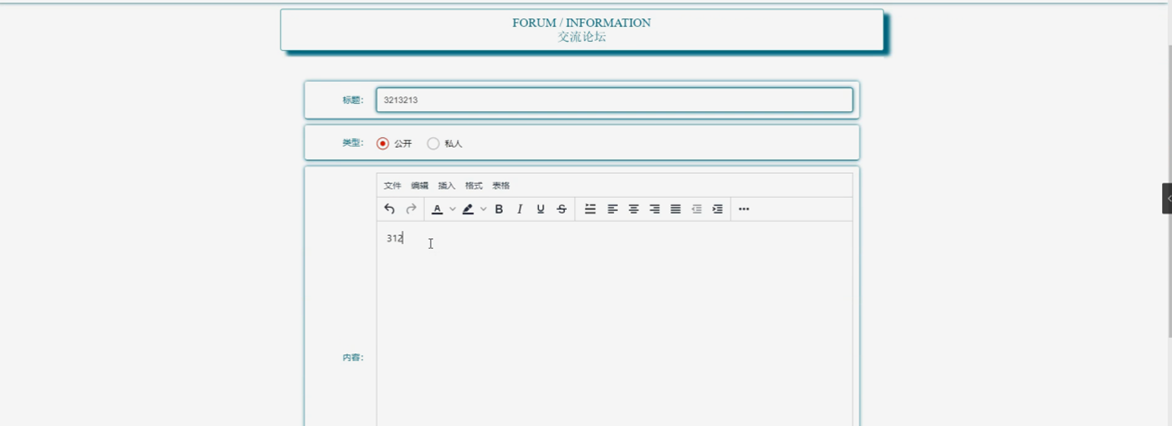 FORUM / INFORMATION
交流论坛
标题: 3213213
类型: 公开 私人
文件 编辑 插入 格式 表格
A B I U S
312
内容: